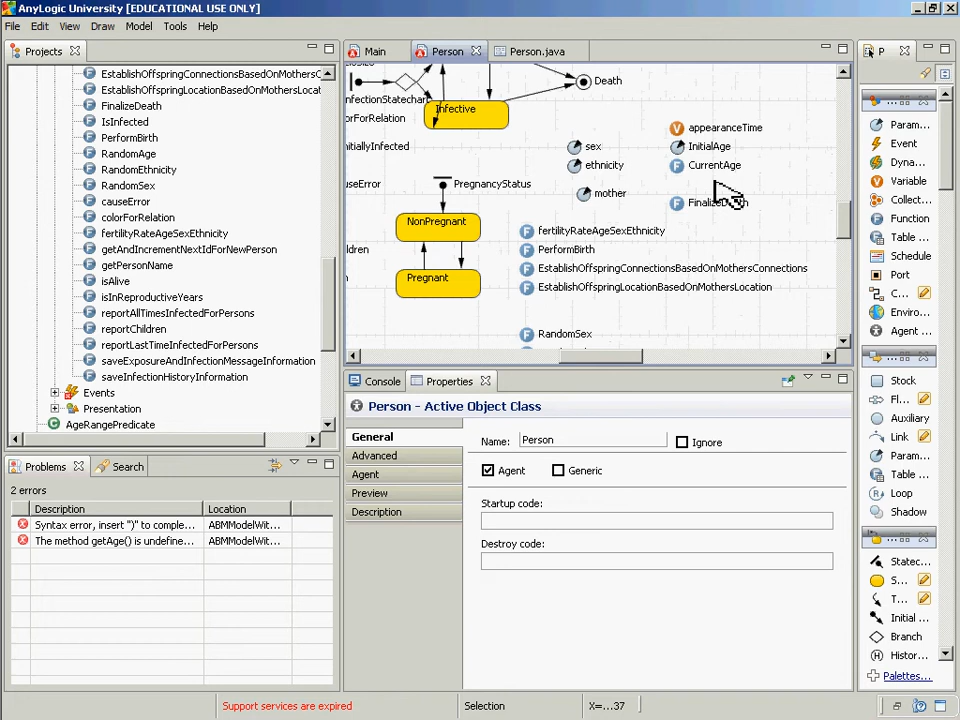 AnyLogic University [EDUCATIONAL USE ONLY]
File Edit View Draw Model Tools Help
Projects
EstablishOffspringConnectionsBasedOnMothersC
EstablishOffspringLocationBasedOnMothersLocat
FinalizeDeath
IsInfected
PerformBirth
RandomAge
RandomEthnicity
RandomSex
causeError
colorForRelation
fertilityRateAgeSexEthnicity
getAndIncrementNextIdForNewPerson
getPersonName
isAlive
isInReproductiveYears
reportAllTimesInfectedForPersons
reportChildren
reportLastTimeInfectedForPersons
saveExposureAndInfectionMessageInformation
saveInfectionHistoryInformation
Events
Presentation
AgeRangePredicate
Problems Search
2 errors
Description Location
Syntax error, insert ")" to comple... ABMModelWit...
The method getAge() is undefine... ABMModelWit...
Main Person Person.java
Death
nfectionStatechart
Infective
orForRelation
nitiallyInfected
useError
PregnancyStatus
NonPregnant
ldren
Pregnant
sex
ethnicity
mother
appearanceTime
InitialAge
CurrentAge
fertilityRateAgeSexEthnicity
PerformBirth
EstablishOffspringConnectionsBasedOnMothersConnections
EstablishOffspringLocationBasedOnMothersLocation
RandomSex
Console Properties
Person - Active Object Class
General
Advanced
Agent
Preview
Description
Name: Person Ignore
Agent Generic
Startup code:
Destroy code:
P
Param...
Event
Dyna...
Variable
Collect...
Function
Table ...
Schedule
Port
C...
Enviro...
Agent ...
Stock
Fl...
Auxiliary
Link
Param...
Table ...
Loop
Shadow
Statec...
S...
T...
Initial ...
Branch
Histor...
Palettes...
Support services are expired
Selection
X=...37